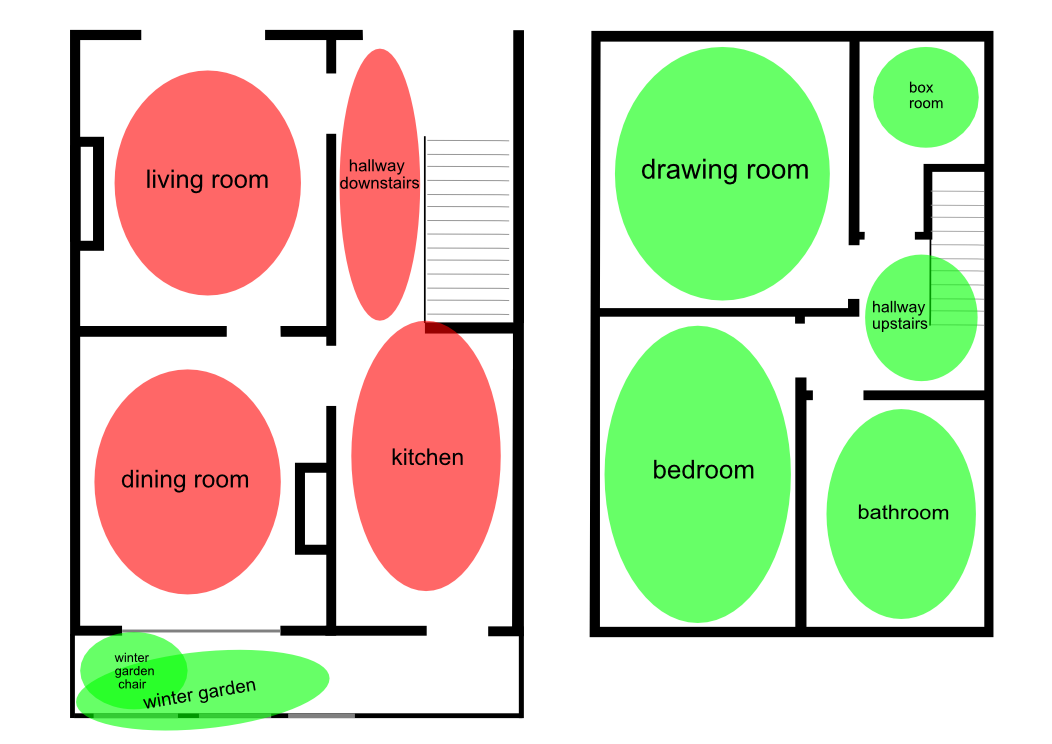 living room
hallway
downstairs
dining room
kitchen
winter
garden
chair
winter garden
drawing room
box
room
hallway
upstairs
bedroom
bathroom